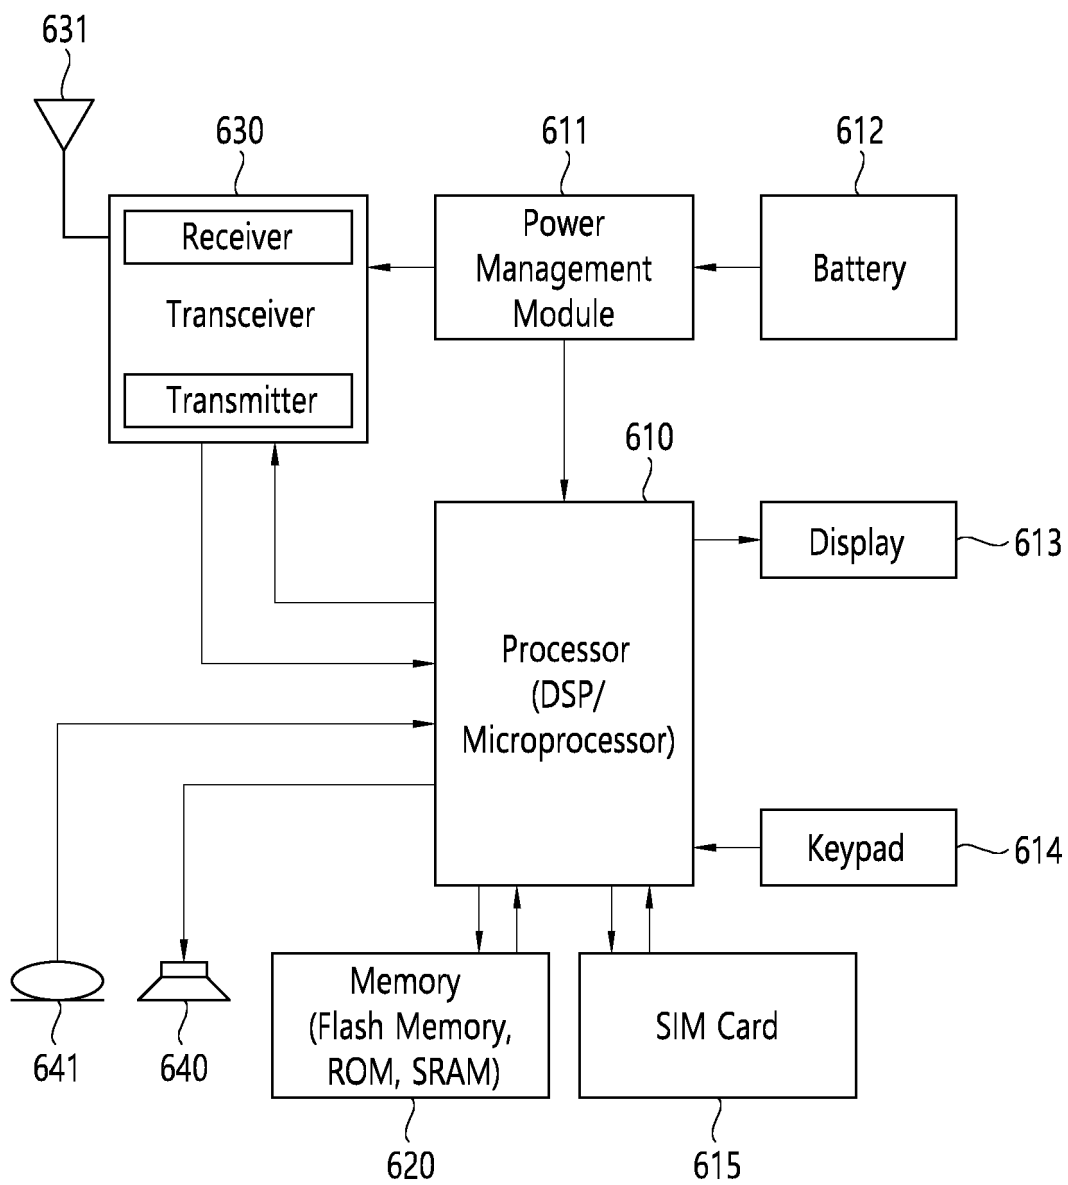 631
630
611
612
Receiver
Transceiver
Transmitter
Power
Management
Module
Battery
610
Display
613
Processor
(DSP/
Microprocessor)
Keypad
614
641
640
Memory
(Flash Memory,
ROM, SRAM)
SIM Card
620
615